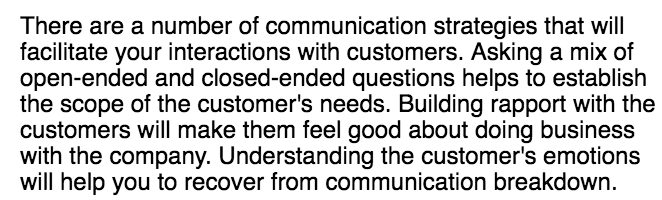 There are a number of communication strategies that will
facilitate your interactions with customers. Asking a mix of
open-ended and closed-ended questions helps to establish
the scope of the customer's needs. Building rapport with the
customers will make them feel good about doing business
with the company. Understanding the customer's emotions
will help you to recover from communication breakdown.